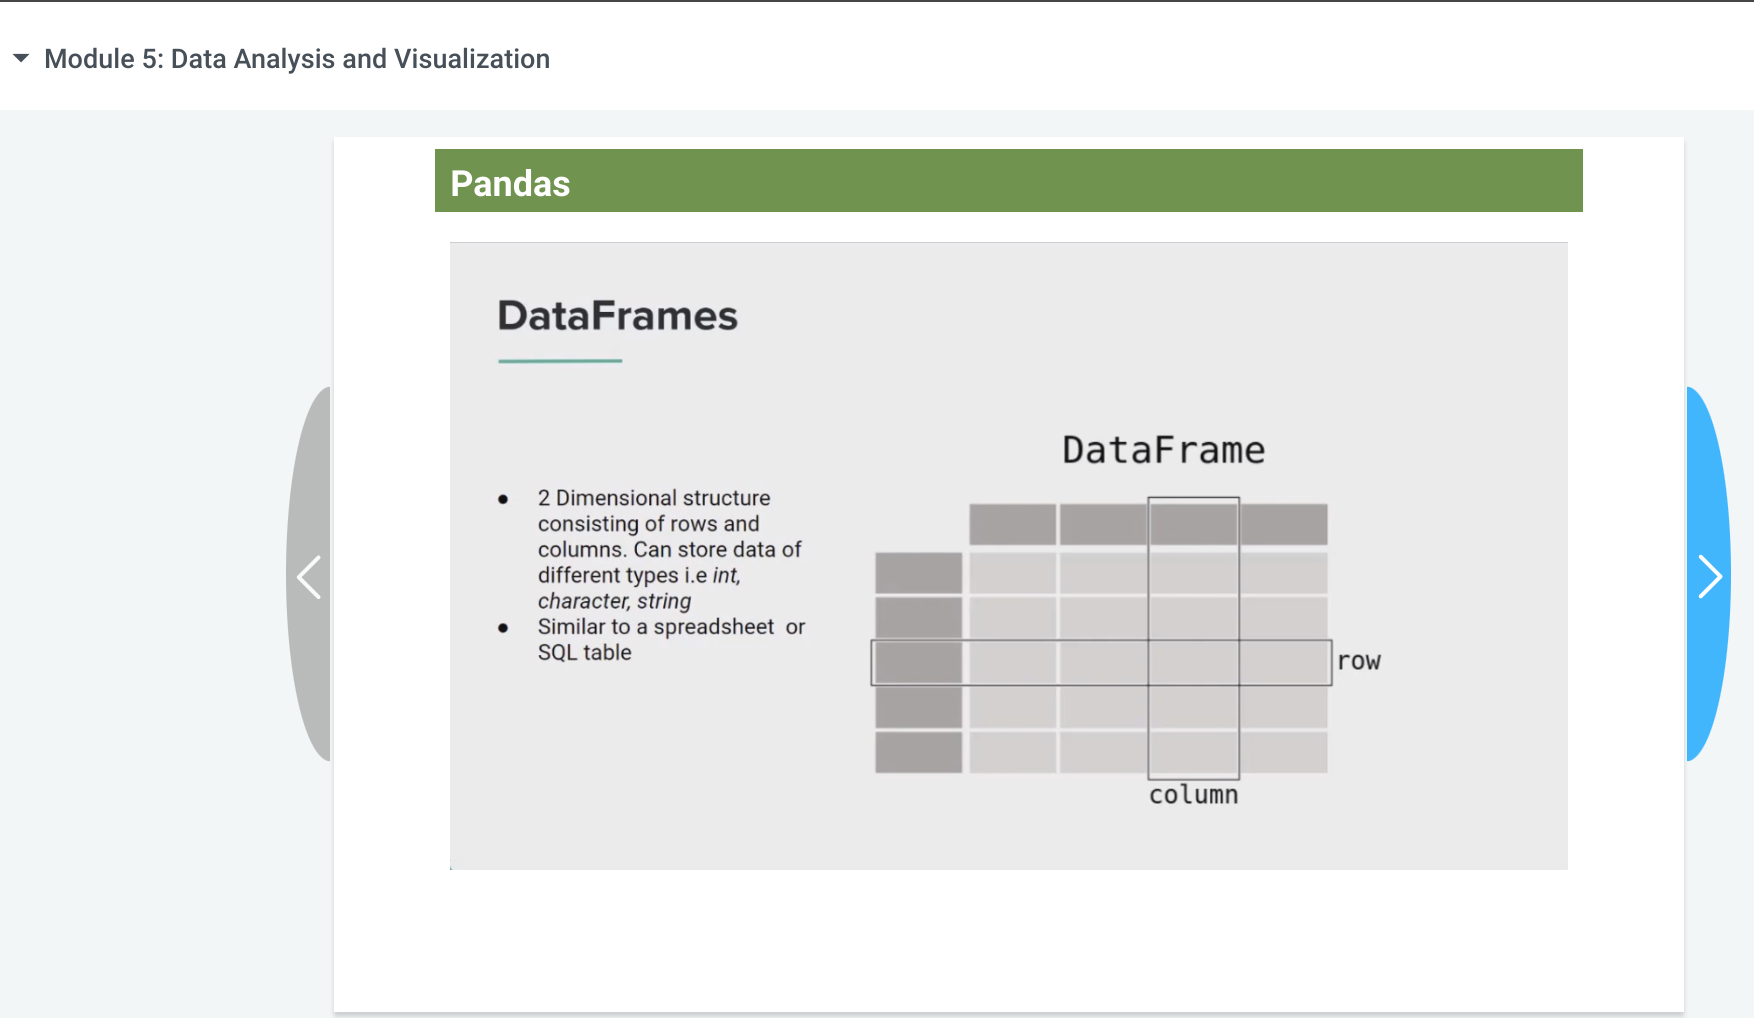 Module 5: Data Analysis and Visualization
Pandas
DataFrames
● 2 Dimensional structure
consisting of rows and
columns. Can store data of
different types i.e int,
character, string
● Similar to a spreadsheet or
SQL table
DataFrame
row
column